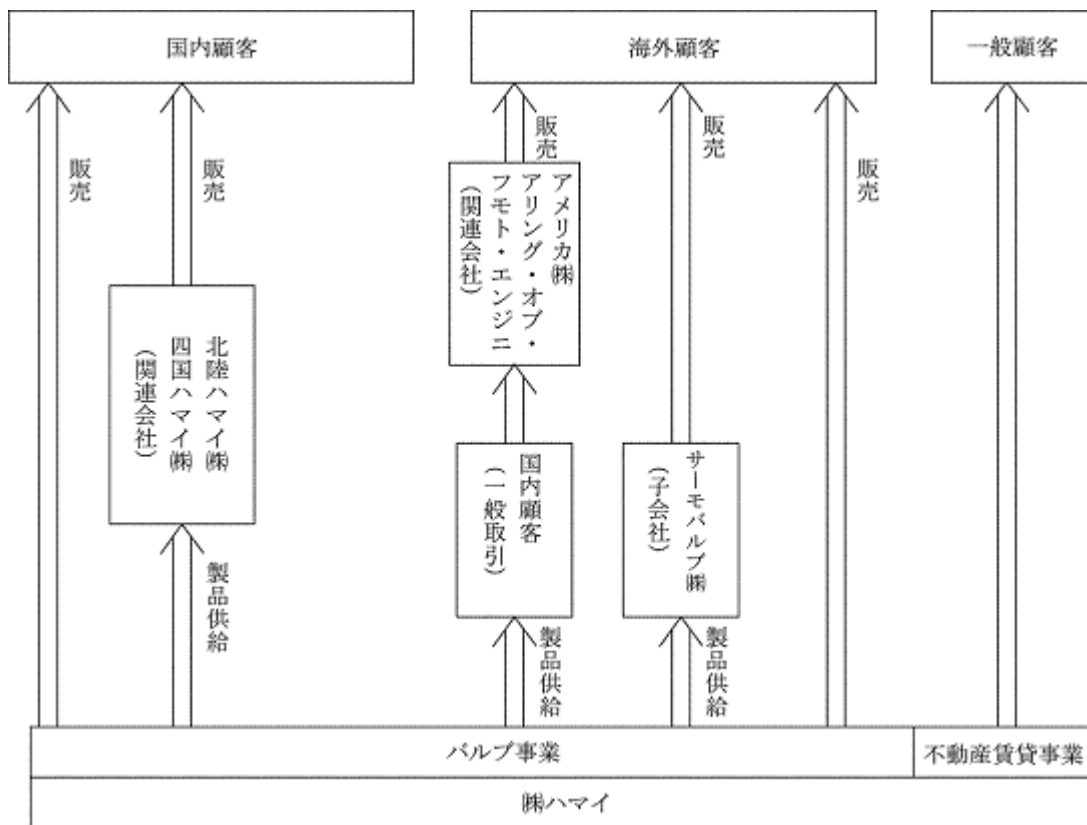 国内顧客
海外顧客
一般顧客
販売
販売
販売
販売
販売
アメリカ㈱
アリング・オブ・
フモト・エンジニ
(関連会社)
北陸ハマイ㈱
四国ハマイ㈱
(関連会社)
国内顧客
(一般取引)
サーモバルブ㈱
(子会社)
製品供給
製品供給
製品供給
バルブ事業
不動産賃貸事業
㈱ハマイ